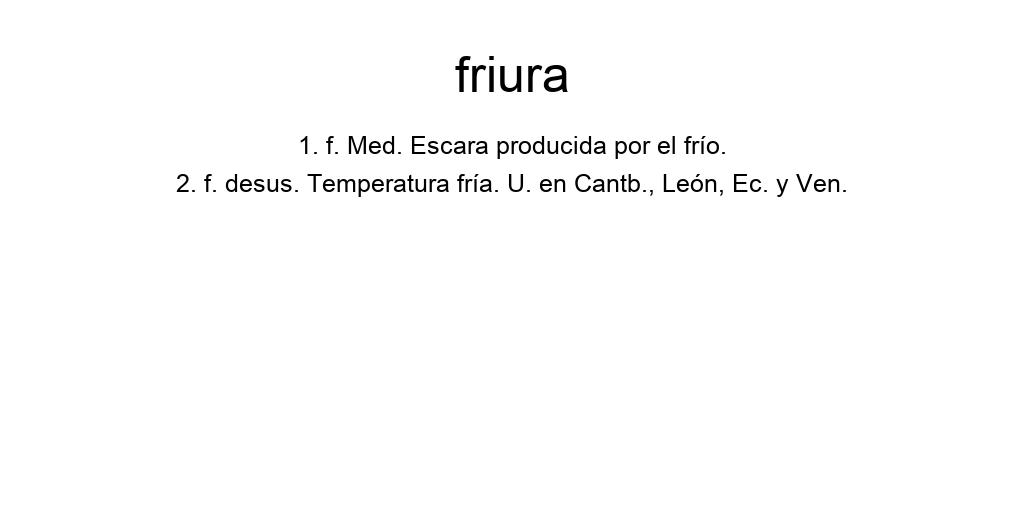 friura
1. f. Med. Escara producida por el frío.
2. f. desus. Temperatura fría. U. en Cantb., León, Ec. y Ven.